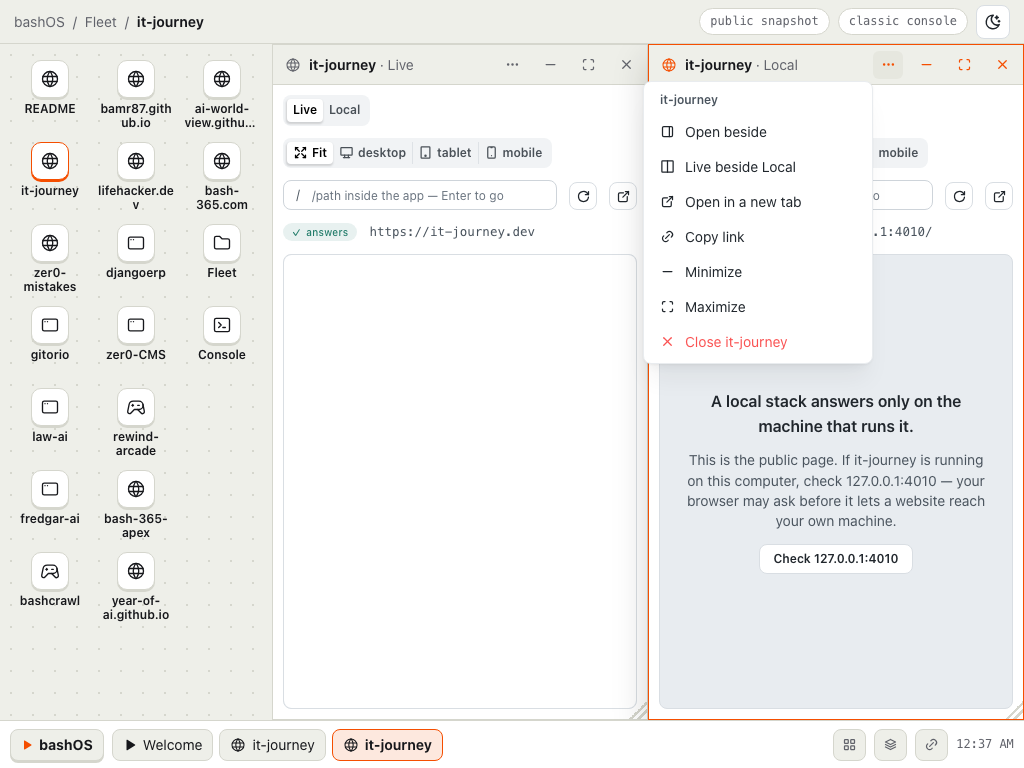 bashOS / Fleet / it-journey
public snapshot
classic console
README
bamr87.gith
ub.io
ai-world-
view.githu...
it-journey
lifehacker.de
v
bash-
365.com
zer0-
mistakes
djangoerp
Fleet
gitorio
zer0-CMS
Console
law-ai
rewind-
arcade
fredgar-ai
bash-365-
apex
bashcrawl
year-of-
ai.github.io
it-journey · Live
Live Local
Fit desktop tablet mobile
/ /path inside the app — Enter to go
✓ answers https://it-journey.dev
it-journey · Local
mobile
o
.1:4010/
it-journey
Open beside
Live beside Local
Open in a new tab
Copy link
Minimize
Maximize
Close it-journey
A local stack answers only on the
machine that runs it.
This is the public page. If it-journey is running
on this computer, check 127.0.0.1:4010 — your
browser may ask before it lets a website reach
your own machine.
Check 127.0.0.1:4010
bashOS
Welcome
it-journey
it-journey
12:37 AM